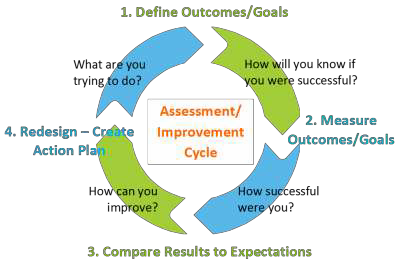 1. Define Outcomes/Goals
What are you
trying to do?
How will you know if
you were successful?
Assessment/
Improvement
Cycle
2. Measure
Outcomes/Goals
4. Redesign – Create
Action Plan
How can you
improve?
How successful
were you?
3. Compare Results to Expectations